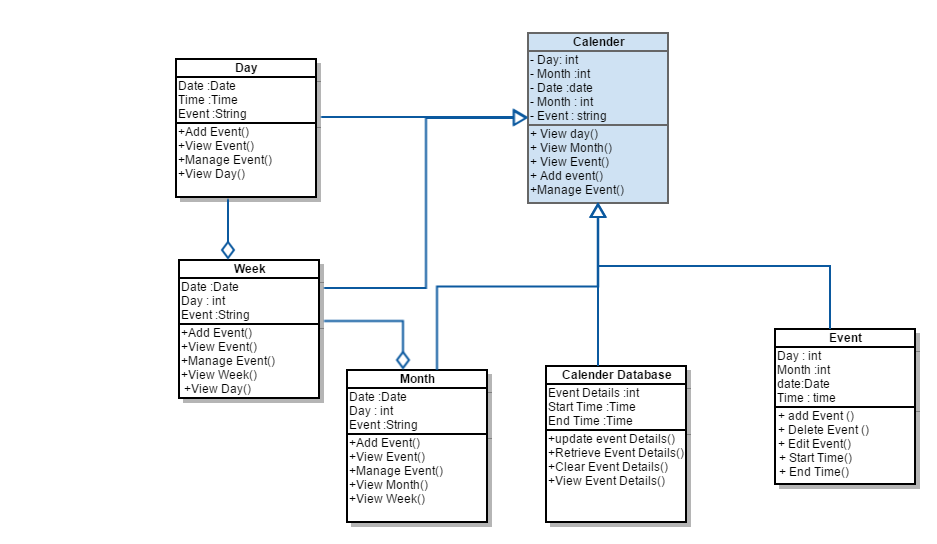 Calender
- Day: int
- Month :int
- Date :date
- Month : int
- Event : string
+ View day()
+ View Month()
+ View Event()
+ Add event()
+Manage Event()
Day
Date :Date
Time :Time
Event :String
+Add Event()
+View Event()
+Manage Event()
+View Day()
Week
Date :Date
Day : int
Event :String
+Add Event()
+View Event()
+Manage Event()
+View Week()
+View Day()
Month
Date :Date
Day : int
Event :String
+Add Event()
+View Event()
+Manage Event()
+View Month()
+View Week()
Calender Database
Event Details :int
Start Time :Time
End Time :Time
+update event Details()
+Retrieve Event Details()
+Clear Event Details()
+View Event Details()
Event
Day : int
Month :int
date:Date
Time : time
+ add Event ()
+ Delete Event ()
+ Edit Event()
+ Start Time()
+ End Time()